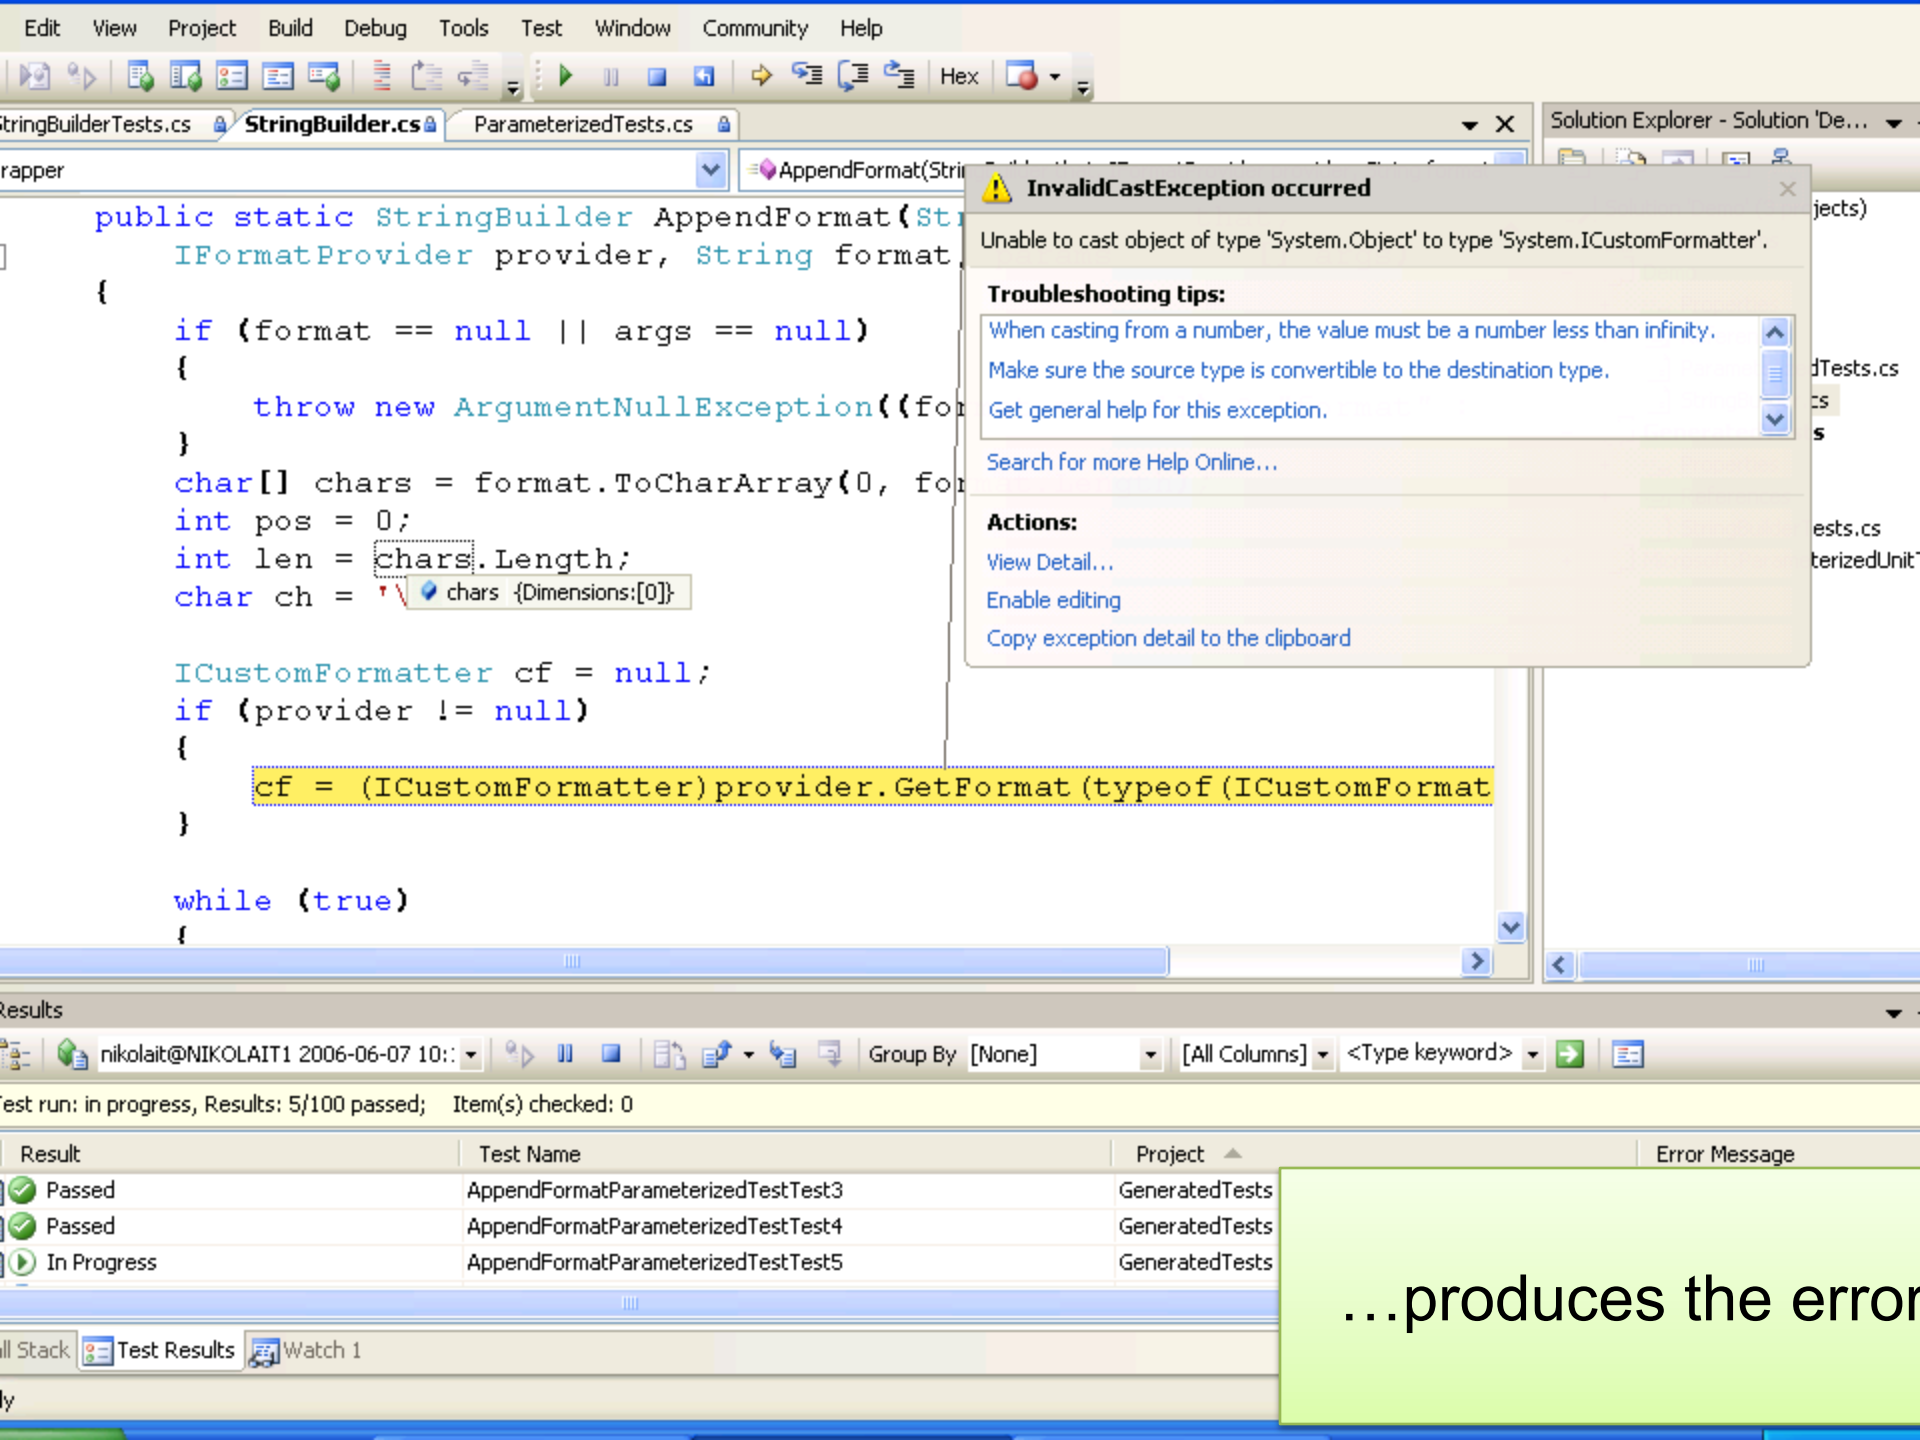 Edit View Project Build Debug Tools Test Window Community Help
Hex
StringBuilderTests.cs StringBuilder.cs ParameterizedTests.cs
Solution Explorer - Solution 'De...
rapper
AppendFormat(Stri
InvalidCastException occurred
Unable to cast object of type 'System.Object' to type 'System.ICustomFormatter'.
Troubleshooting tips:
When casting from a number, the value must be a number less than infinity.
Make sure the source type is convertible to the destination type.
Get general help for this exception.
Search for more Help Online...
Actions:
View Detail...
Enable editing
Copy exception detail to the clipboard
public static StringBuilder AppendFormat(St
IFormatProvider provider, String format,
{
if (format == null || args == null)
{
throw new ArgumentNullException((for
}
char[] chars = format.ToCharArray(0, for
int pos = 0;
int len = chars.Length;
char ch = '\
chars {Dimensions:[0]}
ICustomFormatter cf = null;
if (provider != null)
{
cf = (ICustomFormatter)provider.GetFormat(typeof(ICustomFormat
}
while (true)
{
jects)
dTests.cs
cs
s
ests.cs
terizedUnitT
Results
nikolait@NIKOLAIT1 2006-06-07 10:: Group By [None] [All Columns] <Type keyword>
Test run: in progress, Results: 5/100 passed; Item(s) checked: 0
Result Test Name Project Error Message
Passed AppendFormatParameterizedTestTest3 GeneratedTests
Passed AppendFormatParameterizedTestTest4 GeneratedTests
In Progress AppendFormatParameterizedTestTest5 GeneratedTests
…produces the error
ll Stack Test Results Watch 1
ly